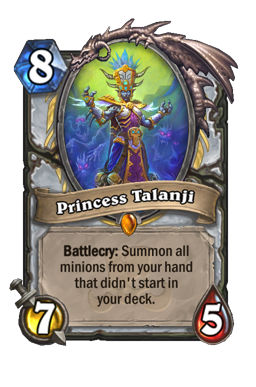 8
Princess Talanji
Battlecry: Summon all
minions from your hand
that didn't start in
your deck.
7
5